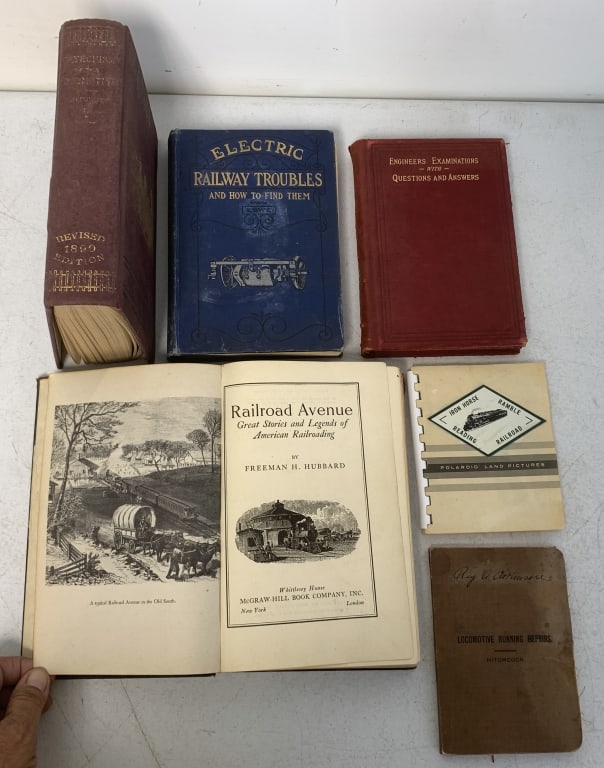 REVISED
1899
EDITION
ELECTRIC
RAILWAY TROUBLES
AND HOW TO FIND THEM
ENGINEERS EXAMINATIONS
WITH
QUESTIONS AND ANSWERS
A typical Railroad Avenue in the Old South.
Railroad Avenue
Great Stories and Legends of
American Railroading
BY
FREEMAN H. HUBBARD
Whittlesey House
McGRAW-HILL BOOK COMPANY, INC.
New York London
IRON HORSE RAMBLE
READING RAILROAD
POLAROID LAND PICTURES
LOCOMOTIVE RUNNING REPAIRS
HITCHCOCK